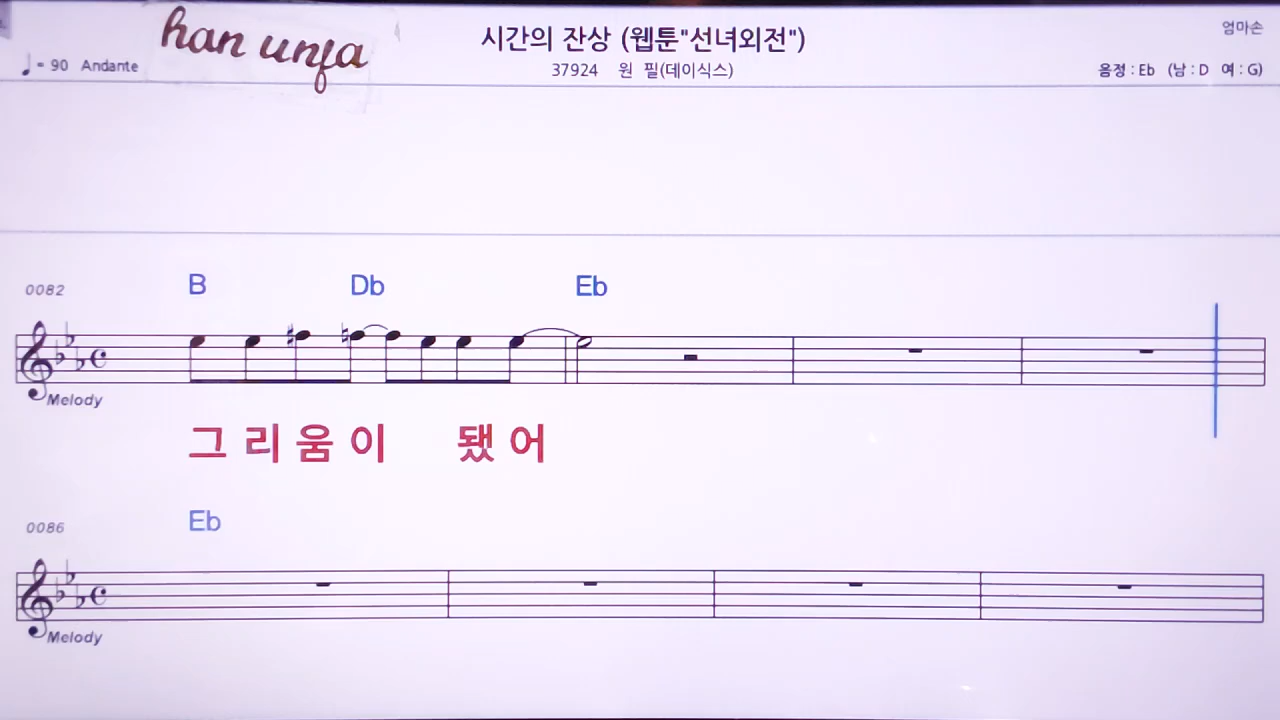 han unfa
시간의 잔상 (웹툰"선녀외전")
엄마손
♩= 90 Andante
37924 원 필(데이식스)
음정 : Eb (남 : D 여 : G)
0082
B Db Eb
Melody
그 리 움 이 됐 어
0086
Eb
Melody